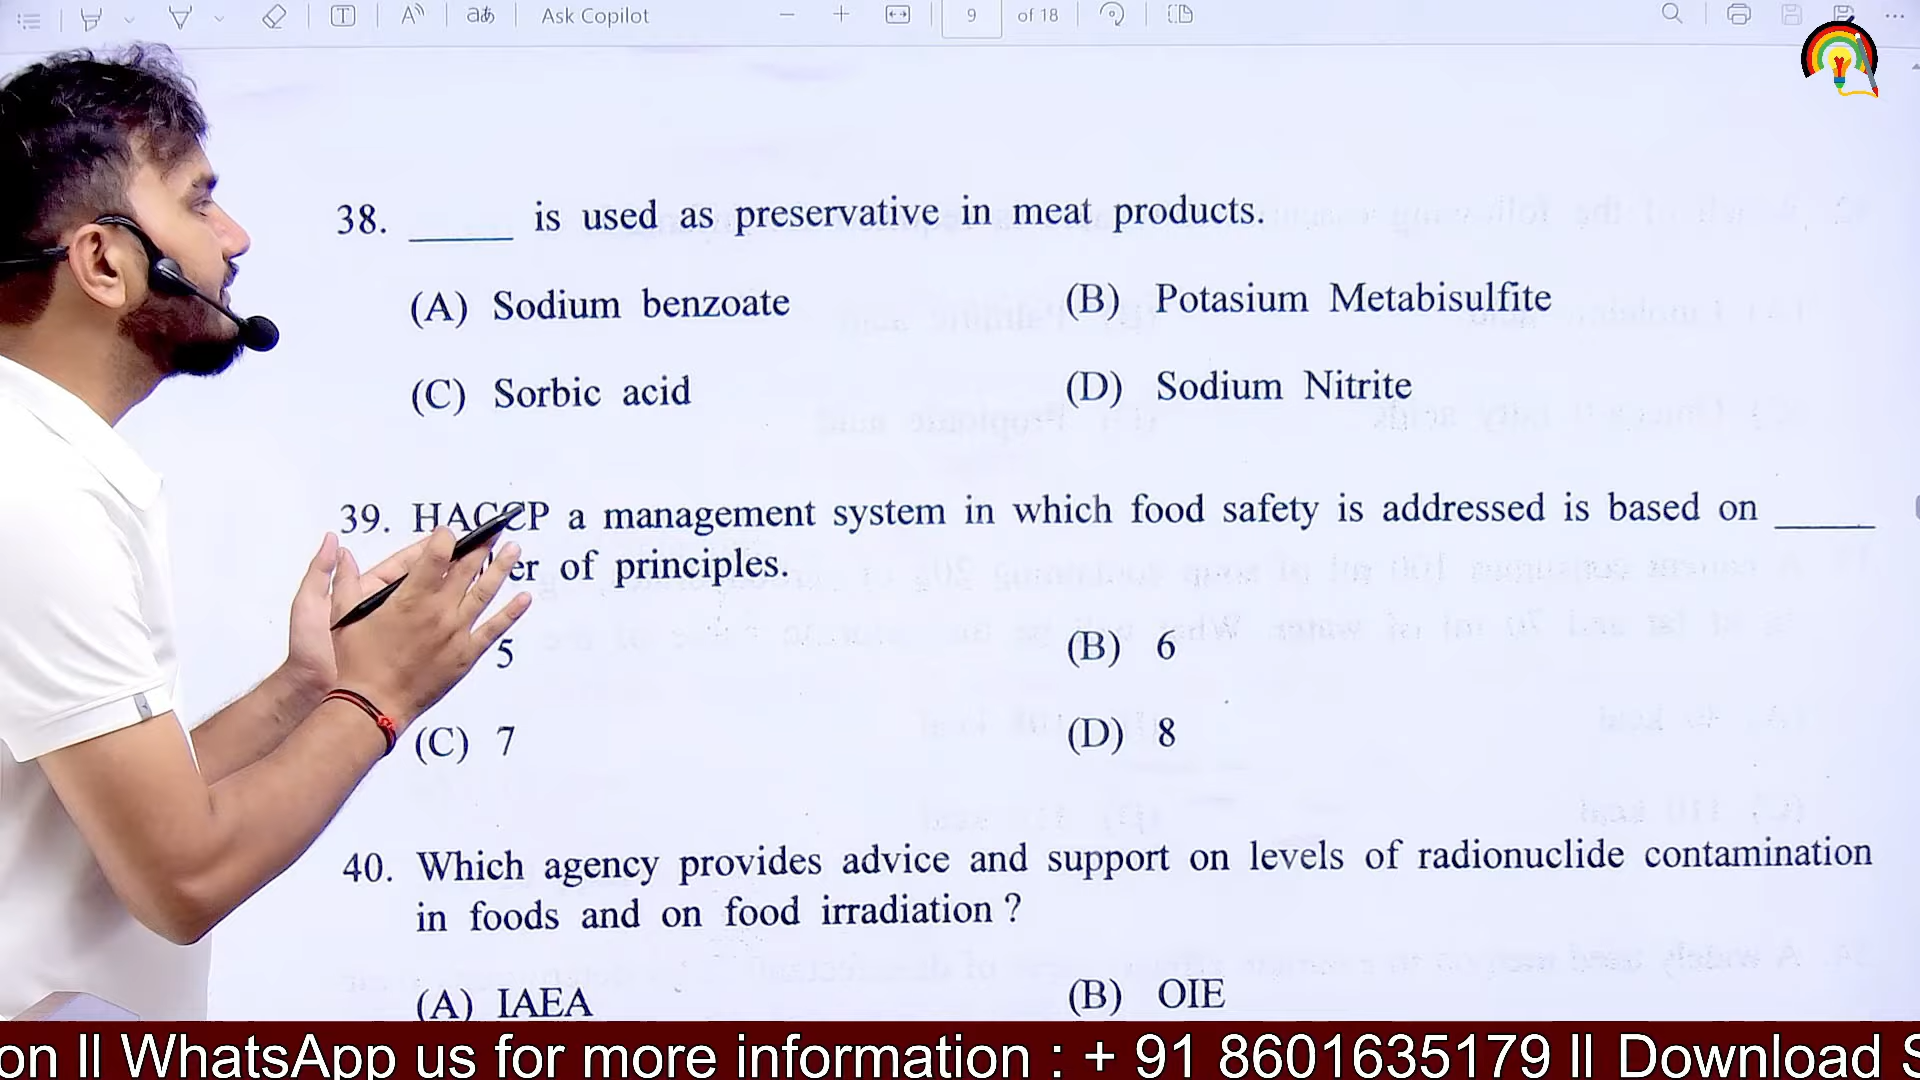 Ask Copilot
9
of 18
38. _____ is used as preservative in meat products.
(A) Sodium benzoate
(B) Potasium Metabisulfite
(C) Sorbic acid
(D) Sodium Nitrite
39. HACCP a management system in which food safety is addressed is based on _____
er of principles.
5
(B) 6
(C) 7
(D) 8
40. Which agency provides advice and support on levels of radionuclide contamination
in foods and on food irradiation ?
(A) IAEA
(B) OIE
on ll WhatsApp us for more information : + 91 8601635179 ll Download S